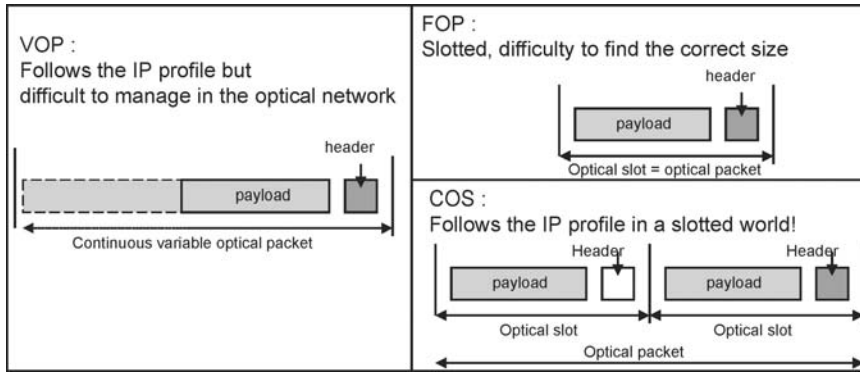 VOP :
Follows the IP profile but
difficult to manage in the optical network
header
payload
Continuous variable optical packet
FOP :
Slotted, difficulty to find the correct size
header
payload
Optical slot = optical packet
COS :
Follows the IP profile in a slotted world!
Header
Header
payload
payload
Optical slot
Optical slot
Optical packet